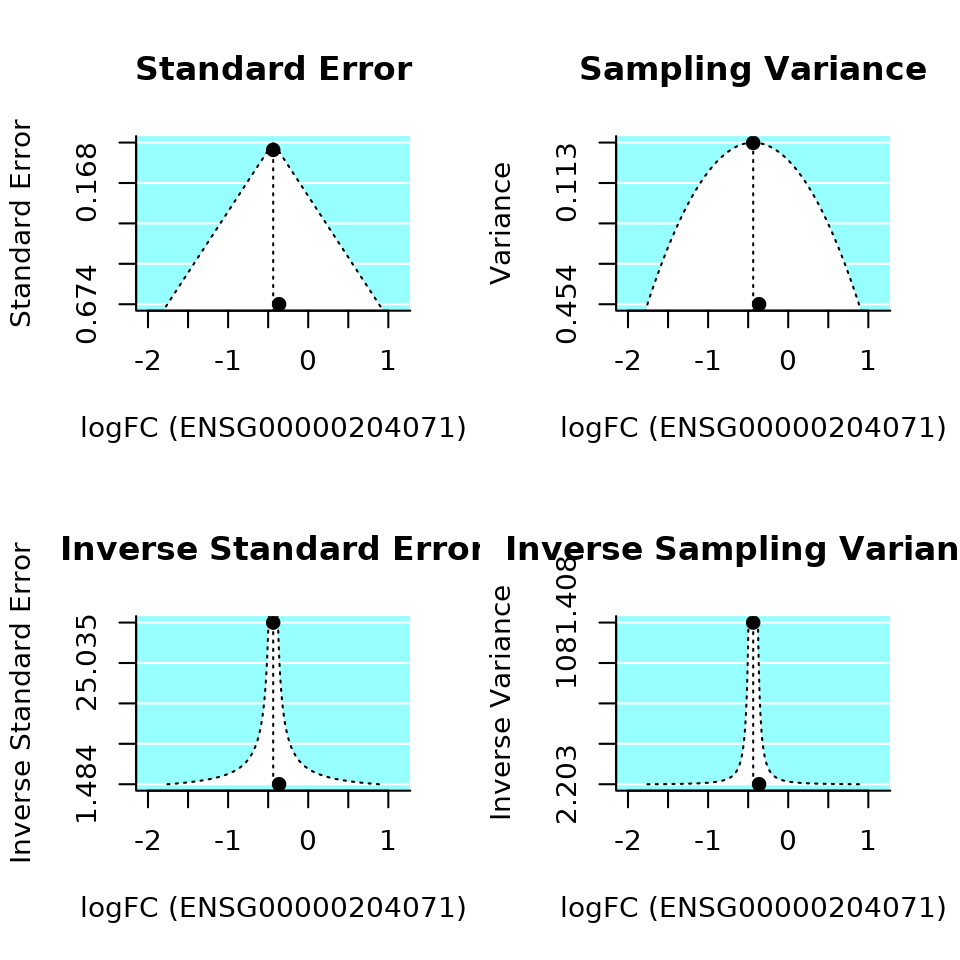 Standard Error
Standard Error
0.168
0.674
-2 -1 0 1
logFC (ENSG00000204071)
Sampling Variance
Variance
0.113
0.454
-2 -1 0 1
logFC (ENSG00000204071)
Inverse Standard Error
Inverse Standard Error
25.035
1.484
-2 -1 0 1
logFC (ENSG00000204071)
Inverse Sampling Varian
Inverse Variance
1081.408
2.203
-2 -1 0 1
logFC (ENSG00000204071)